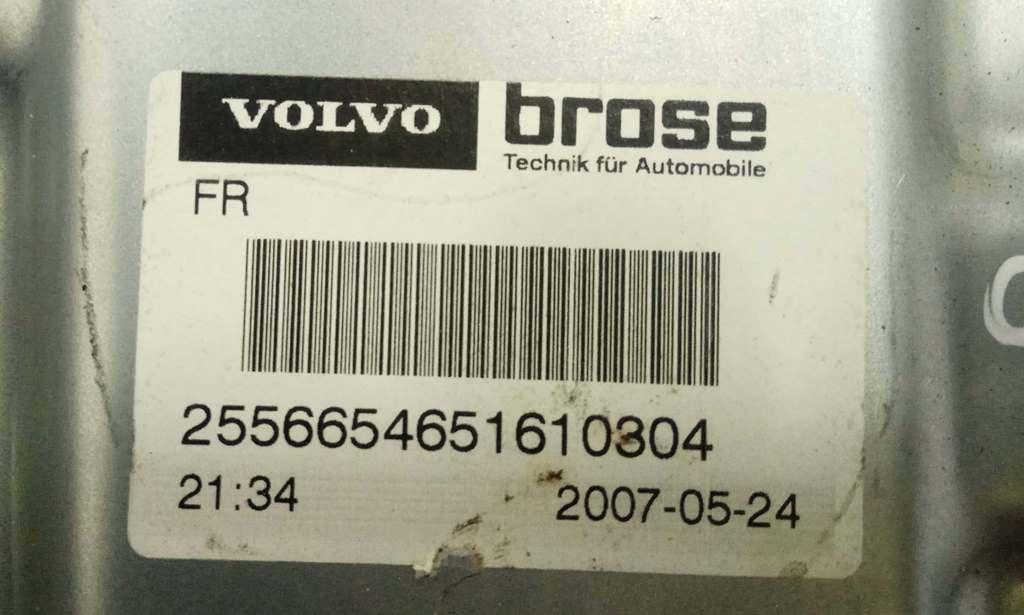 VOLVO
brose
Technik für Automobile
FR
2556654651610304
21:34
2007-05-24